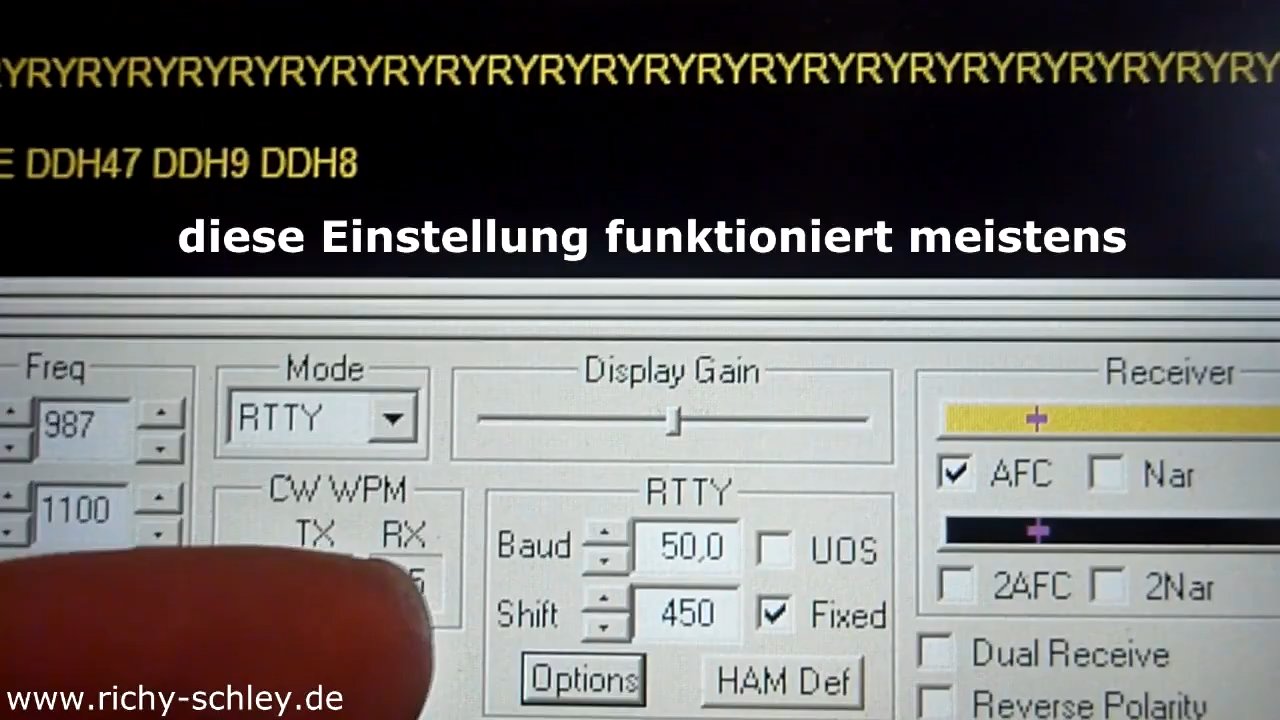 YRYRYRYRYRYRYRYRYRYRYRYRYRYRYRYRYRYRYRYRYRYRYRYRY
E DDH47 DDH9 DDH8
diese Einstellung funktioniert meistens
Freq
Mode
Display Gain
Receiver
987
RTTY
AFC
Nar
CW WPM
RTTY
1100
TX
RX
Baud
50,0
UOS
2AFC
2Nar
Shift
450
Fixed
Options
HAM Def
Dual Receive
Reverse Polarity
www.richy-schley.de